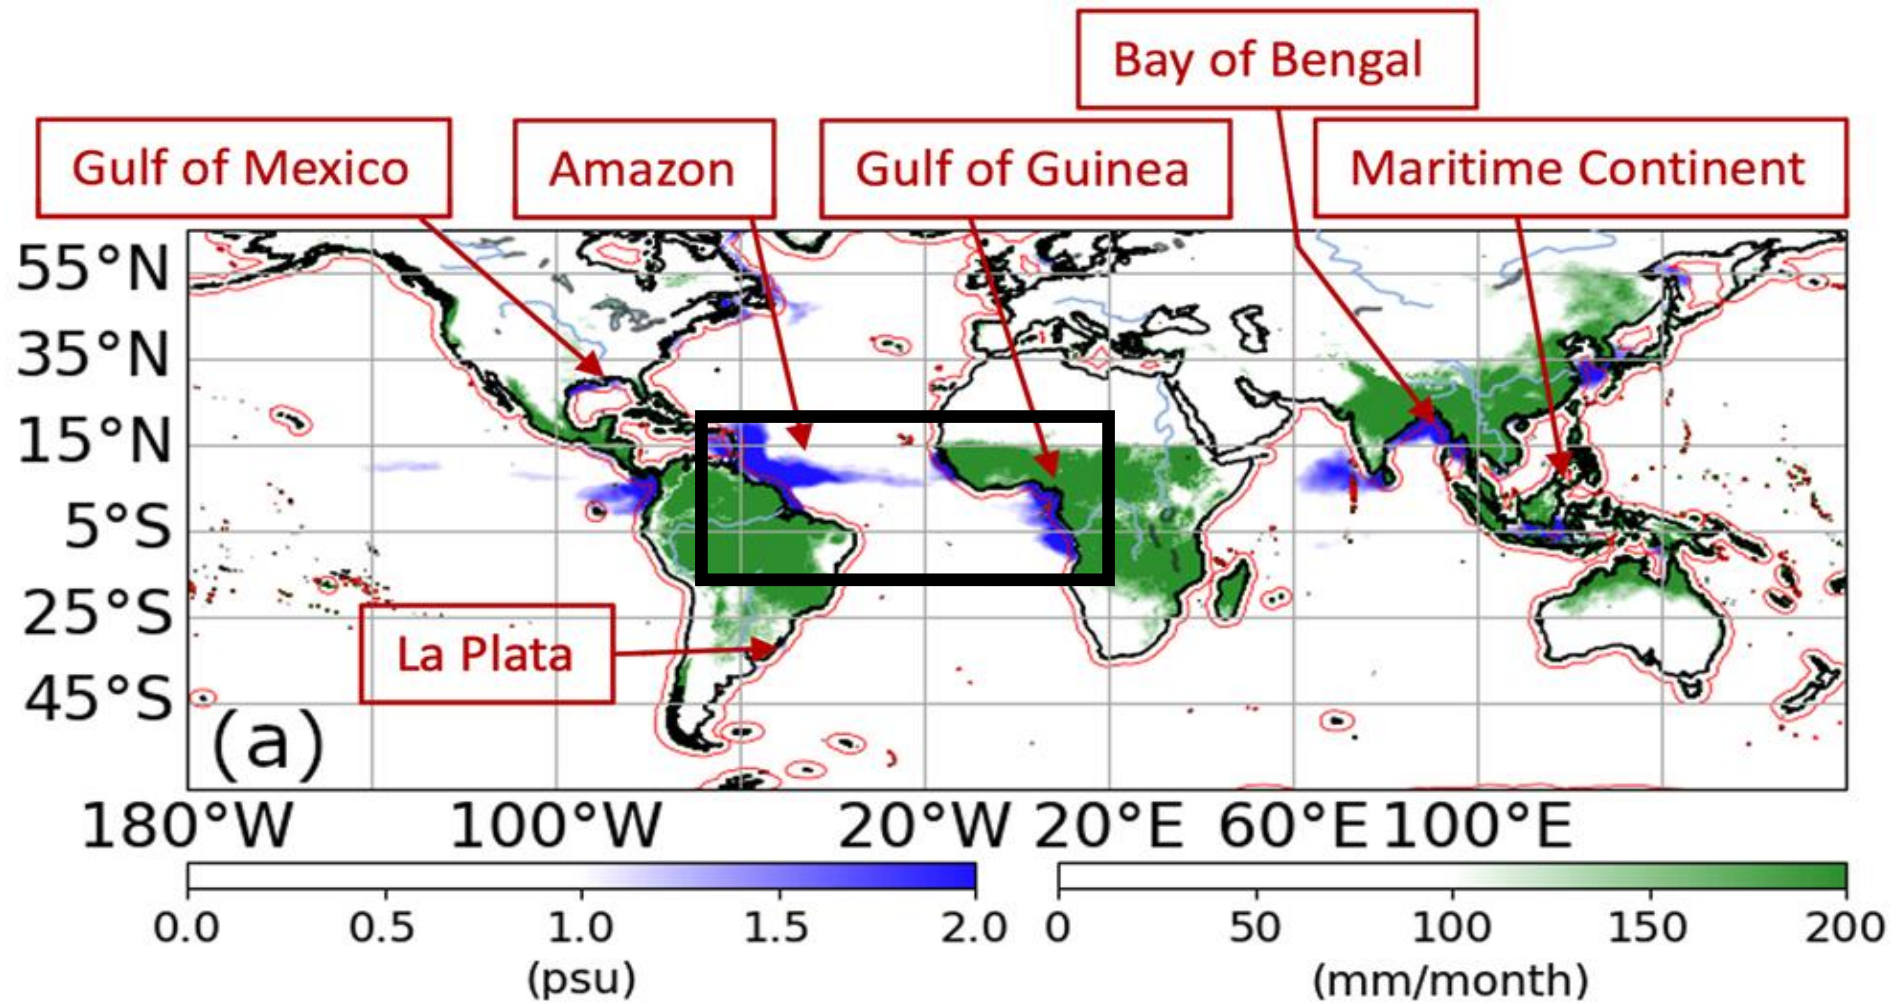 Bay of Bengal
Gulf of Mexico
Amazon
Gulf of Guinea
Maritime Continent
55°N
35°N
15°N
5°S
25°S
45°S
La Plata
(a)
180°W 100°W 20°W 20°E 60°E 100°E
0.0 0.5 1.0 1.5 2.0 0 50 100 150 200
(psu) (mm/month)